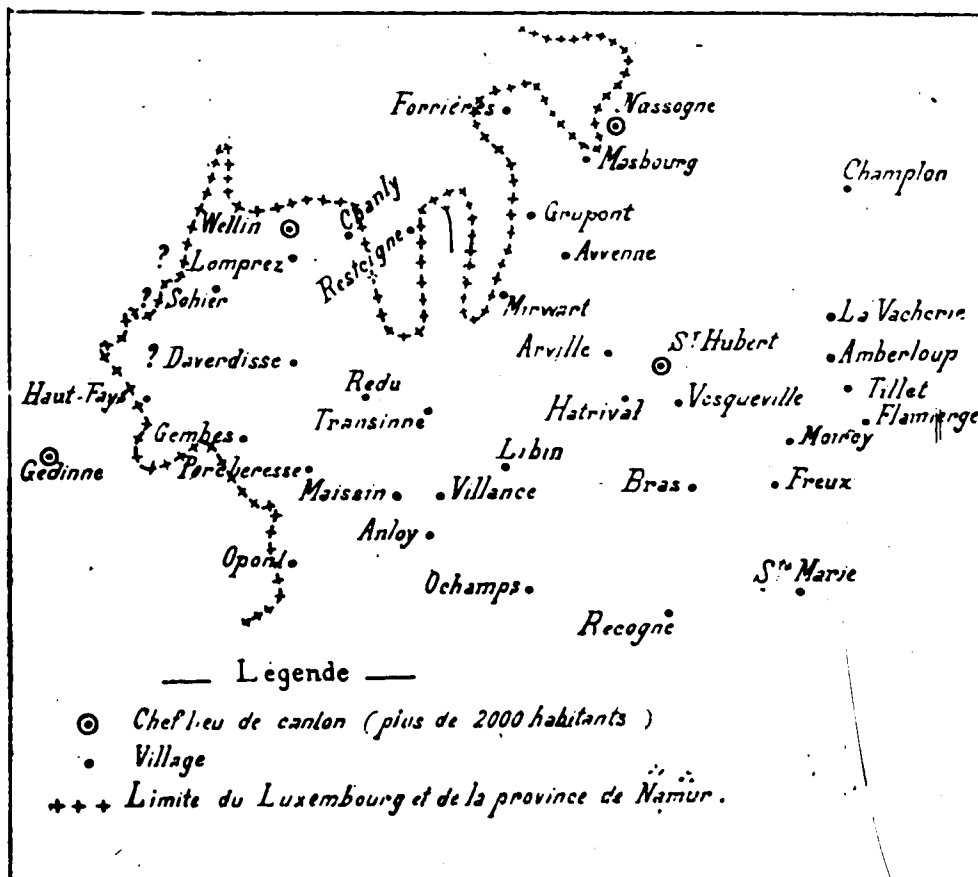 Nassogne
Forrières
Masbourg
Champlon
Chanly
Grupont
Wellin
Resteigne
Avvenne
? Lomprez
? Sohier
Mirwart
La Vacherie
Arville
St Hubert
Amberloup
? Daverdisse
Redu
Tillet
Haut-Fays
Transinne
Hatrival
Vesqueville
Flamierge
Gembes
Moircy
Gedinne
Porcheresse
Libin
Maissin
Villance
Bras
Freux
Anloy
Opont
Ochamps
Ste Marie
Recogne
Légende
Chef lieu de canton (plus de 2000 habitants)
Village
+++ Limite du Luxembourg et de la province de Namur.